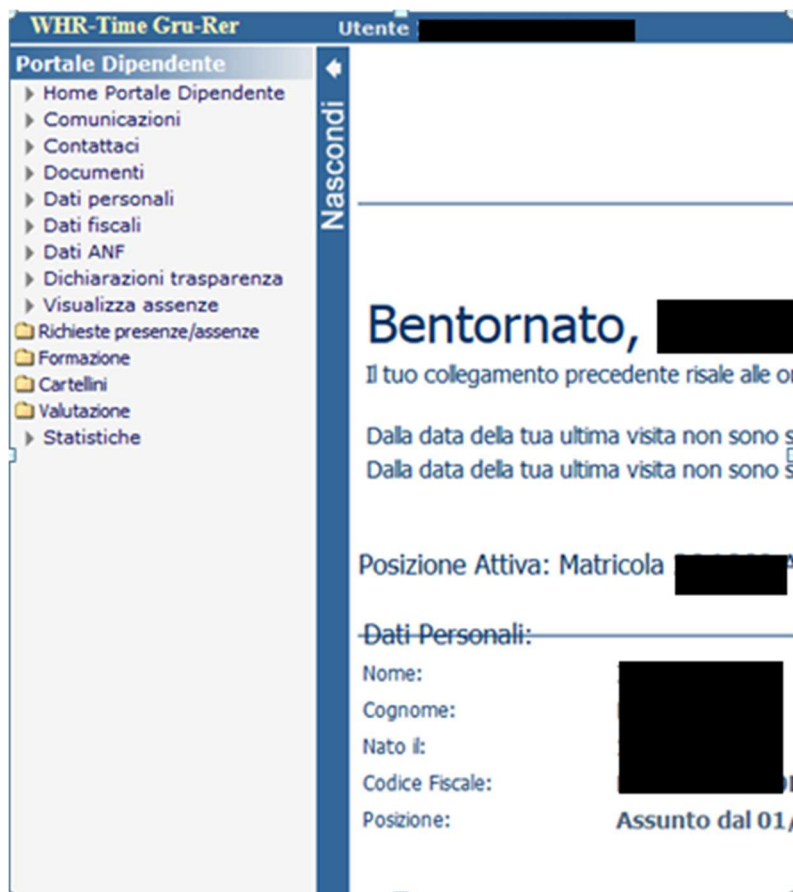 WHR-Time Gru-Rer
Utente
Portale Dipendente
Home Portale Dipendente
Comunicazioni
Contattaci
Documenti
Dati personali
Dati fiscali
Dati ANF
Dichiarazioni trasparenza
Visualizza assenze
Richieste presenze/assenze
Formazione
Cartellini
Valutazione
Statistiche
Nascondi
Bentornato,
Il tuo collegamento precedente risale alle
Dalla data della tua ultima visita non sono
Dalla data della tua ultima visita non sono
Posizione Attiva: Matricola
Dati Personali:
Nome:
Cognome:
Nato il:
Codice Fiscale:
Posizione: Assunto dal 01/